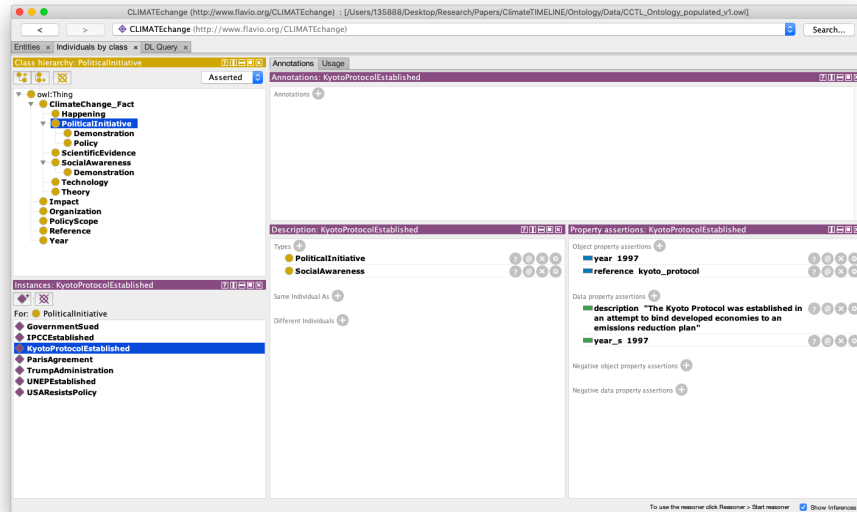 CLIMATEchange (http://www.flavio.org/CLIMATEchange) : [/Users/135888/Desktop/Research/Papers/ClimateTIMELINE/Ontology/Data/CCTL_Ontology_populated_v1.owl]
< > CLIMATEchange (http://www.flavio.org/CLIMATEchange) Search...
Entities × Individuals by class × DL Query ×
Class hierarchy: PoliticalInitiative
Asserted
owl:Thing
ClimateChange_Fact
Happening
PoliticalInitiative
Demonstration
Policy
ScientificEvidence
SocialAwareness
Demonstration
Technology
Theory
Impact
Organization
PolicyScope
Reference
Year
Instances: KyotoProtocolEstablished
For: PoliticalInitiative
GovernmentSued
IPCCEstablished
KyotoProtocolEstablished
ParisAgreement
TrumpAdministration
UNEPEstablished
USAResistsPolicy
Annotations Usage
Annotations: KyotoProtocolEstablished
Annotations
Description: KyotoProtocolEstablished
Types
PoliticalInitiative
SocialAwareness
Same Individual As
Different Individuals
Property assertions: KyotoProtocolEstablished
Object property assertions
year 1997
reference kyoto_protocol
Data property assertions
description "The Kyoto Protocol was established in
an attempt to bind developed economies to an
emissions reduction plan"
year_s 1997
Negative object property assertions
Negative data property assertions
To use the reasoner click Reasoner > Start reasoner Show Inferences